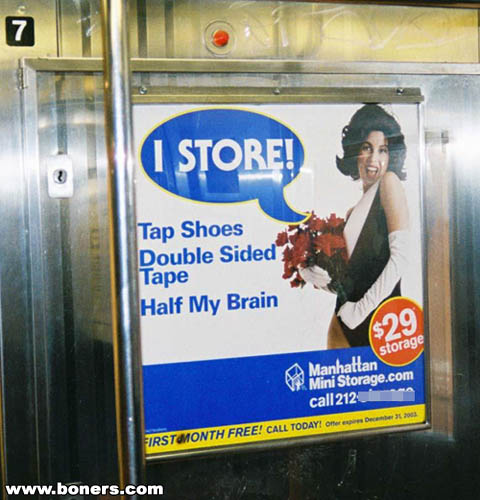 7
I STORE!
Tap Shoes
Double Sided
Tape
Half My Brain
$29
storage
Manhattan
Mini Storage.com
call 212-
FIRST MONTH FREE! CALL TODAY! Offer expires December 31, 2003.
www.boners.com